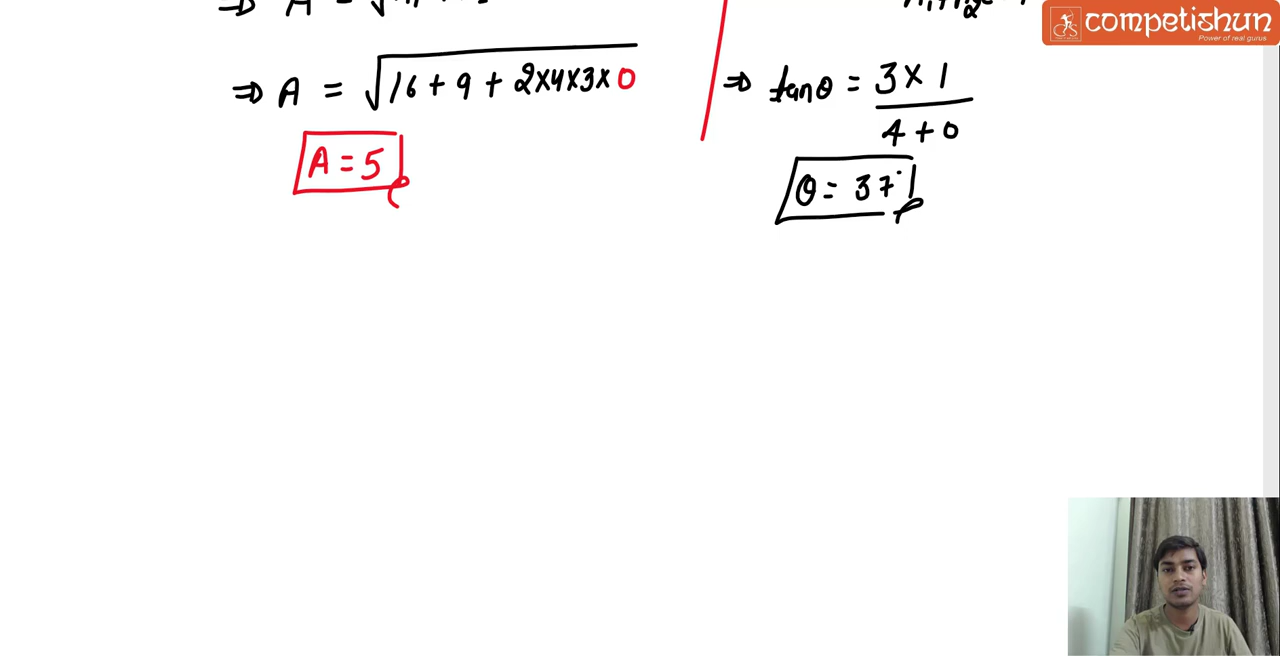 competishun
Power of real gurus
⇒ A = √16 + 9 + 2×4×3×0
A = 5
⇒ tanθ = 3 × 1
4 + 0
θ = 37°